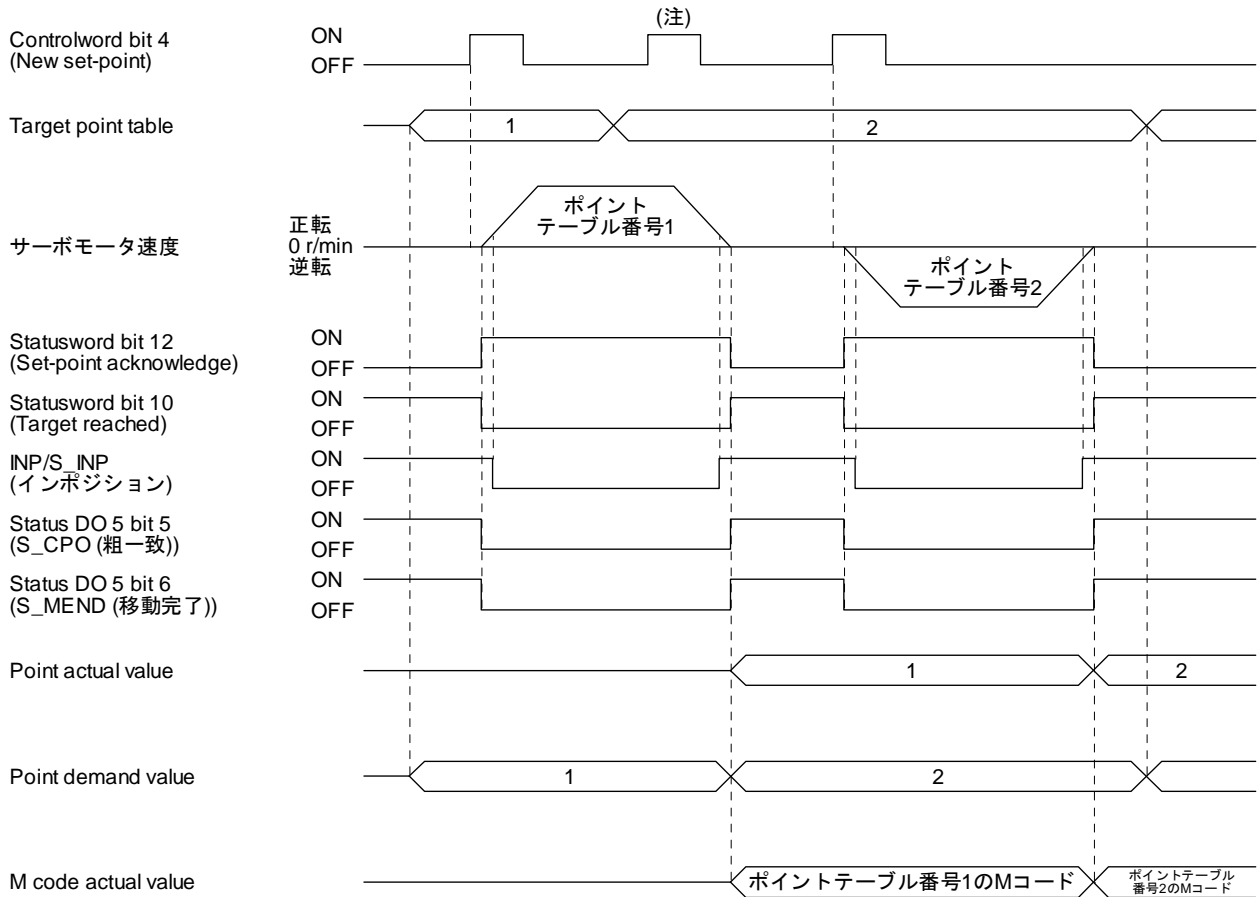 (注)
Controlword bit 4
(New set-point)
ON
OFF
Target point table
1
2
サーボモータ速度
正転
0 r/min
逆転
ポイント
テーブル番号1
ポイント
テーブル番号2
Statusword bit 12
(Set-point acknowledge)
ON
OFF
Statusword bit 10
(Target reached)
ON
OFF
INP/S_INP
(インポジション)
ON
OFF
Status DO 5 bit 5
(S_CPO (粗一致))
ON
OFF
Status DO 5 bit 6
(S_MEND (移動完了))
ON
OFF
Point actual value
1
2
Point demand value
1
2
M code actual value
ポイントテーブル番号1のMコード
ポイントテーブル
番号2のMコード